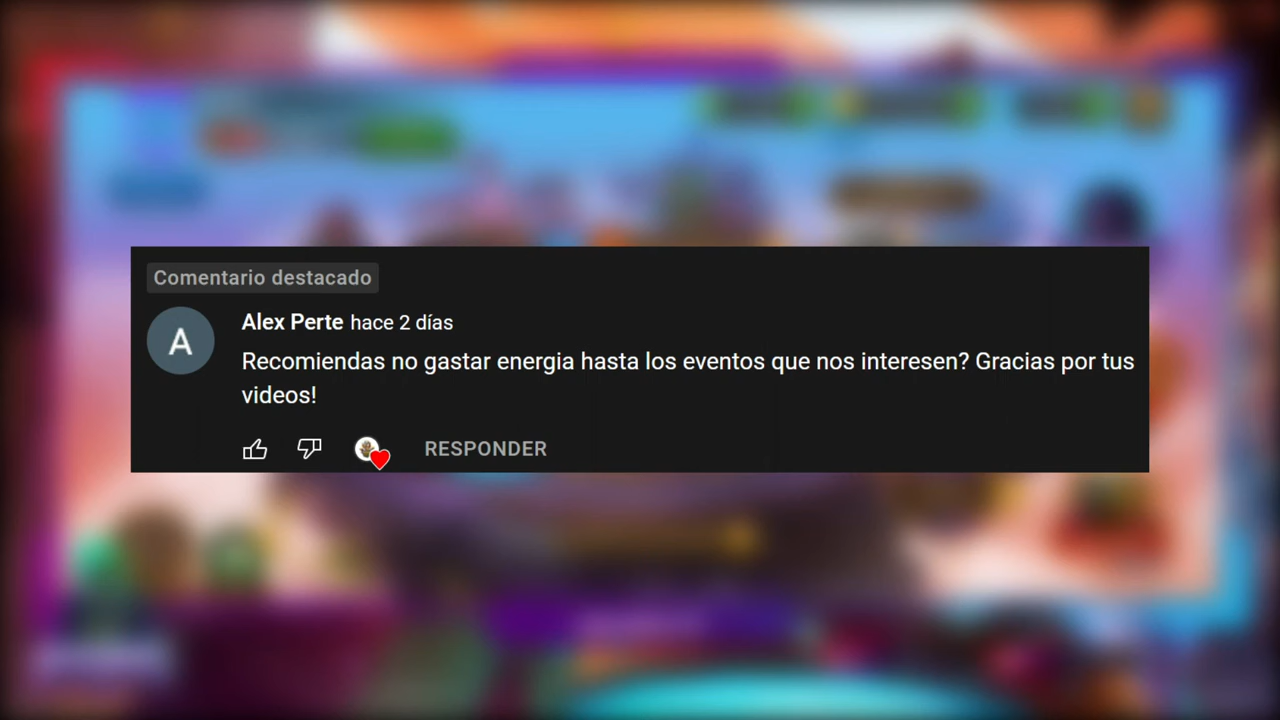 Comentario destacado
A
Alex Perte hace 2 días
Recomiendas no gastar energia hasta los eventos que nos interesen? Gracias por tus
videos!
RESPONDER